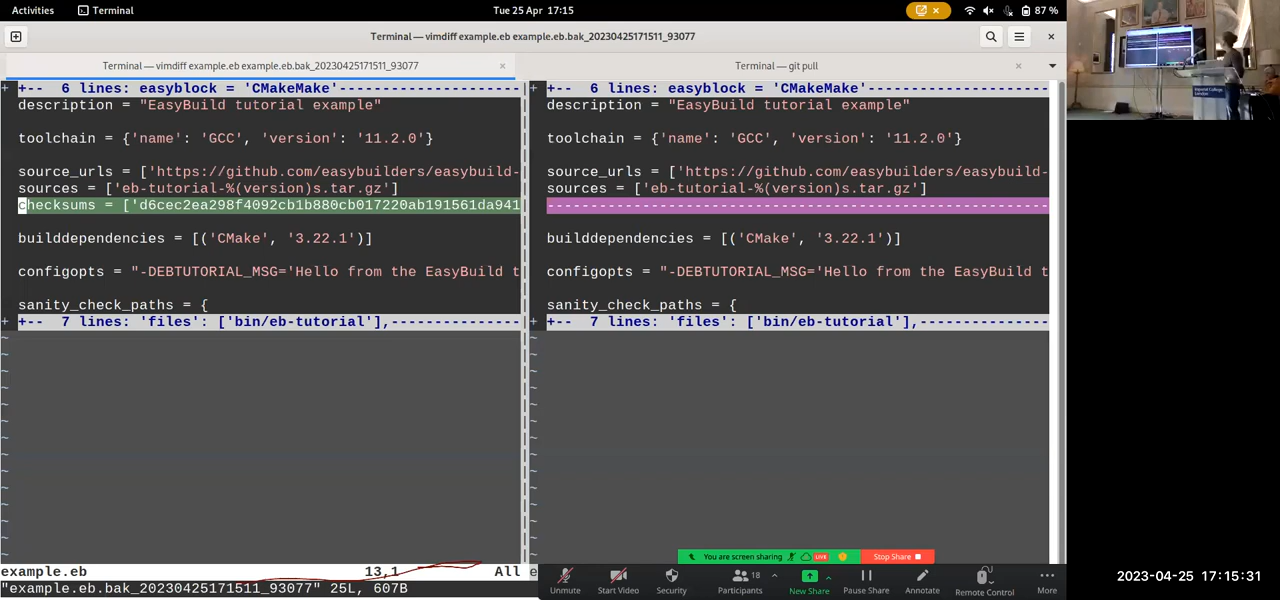 Activities Terminal Tue 25 Apr 17:15 87 %
Terminal — vimdiff example.eb example.eb.bak_20230425171511_93077
Terminal — vimdiff example.eb example.eb.bak_20230425171511_93077 × Terminal — git pull ×
+ +-- 6 lines: easyblock = 'CMakeMake'---------------------- + +-- 6 lines: easyblock = 'CMakeMake'-------------------------
description = "EasyBuild tutorial example" description = "EasyBuild tutorial example"
toolchain = {'name': 'GCC', 'version': '11.2.0'} toolchain = {'name': 'GCC', 'version': '11.2.0'}
source_urls = ['https://github.com/easybuilders/easybuild- source_urls = ['https://github.com/easybuilders/easybuild-
sources = ['eb-tutorial-%(version)s.tar.gz'] sources = ['eb-tutorial-%(version)s.tar.gz']
checksums = ['d6cec2ea298f4092cb1b880cb017220ab191561da941 ------------------------------------------------------------
builddependencies = [('CMake', '3.22.1')] builddependencies = [('CMake', '3.22.1')]
configopts = "-DEBTUTORIAL_MSG='Hello from the EasyBuild t configopts = "-DEBTUTORIAL_MSG='Hello from the EasyBuild t
sanity_check_paths = { sanity_check_paths = {
+ +-- 7 lines: 'files': ['bin/eb-tutorial'],------------ + +-- 7 lines: 'files': ['bin/eb-tutorial'],---------------
You are screen sharing LIVE Stop Share
example.eb 13,1 All e
"example.eb.bak_20230425171511_93077" 25L, 607B
18
Unmute Start Video Security Participants New Share Pause Share Annotate Remote Control More
Imperial College
London
2023-04-25 17:15:31